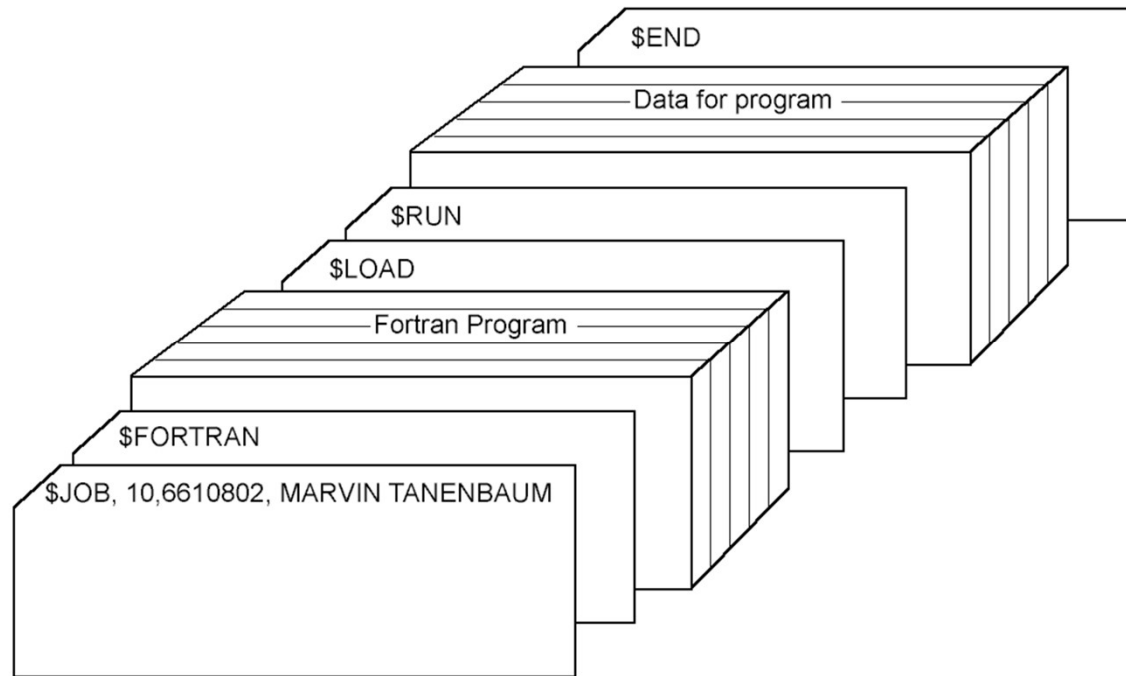 $END
Data for program
$RUN
$LOAD
Fortran Program
$FORTRAN
$JOB, 10,6610802, MARVIN TANENBAUM